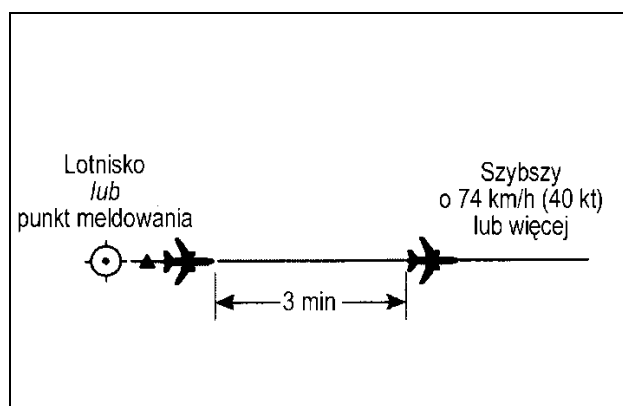 Lotnisko
lub
punkt meldowania
Szybszy
o 74 km/h (40 kt)
lub więcej
3 min